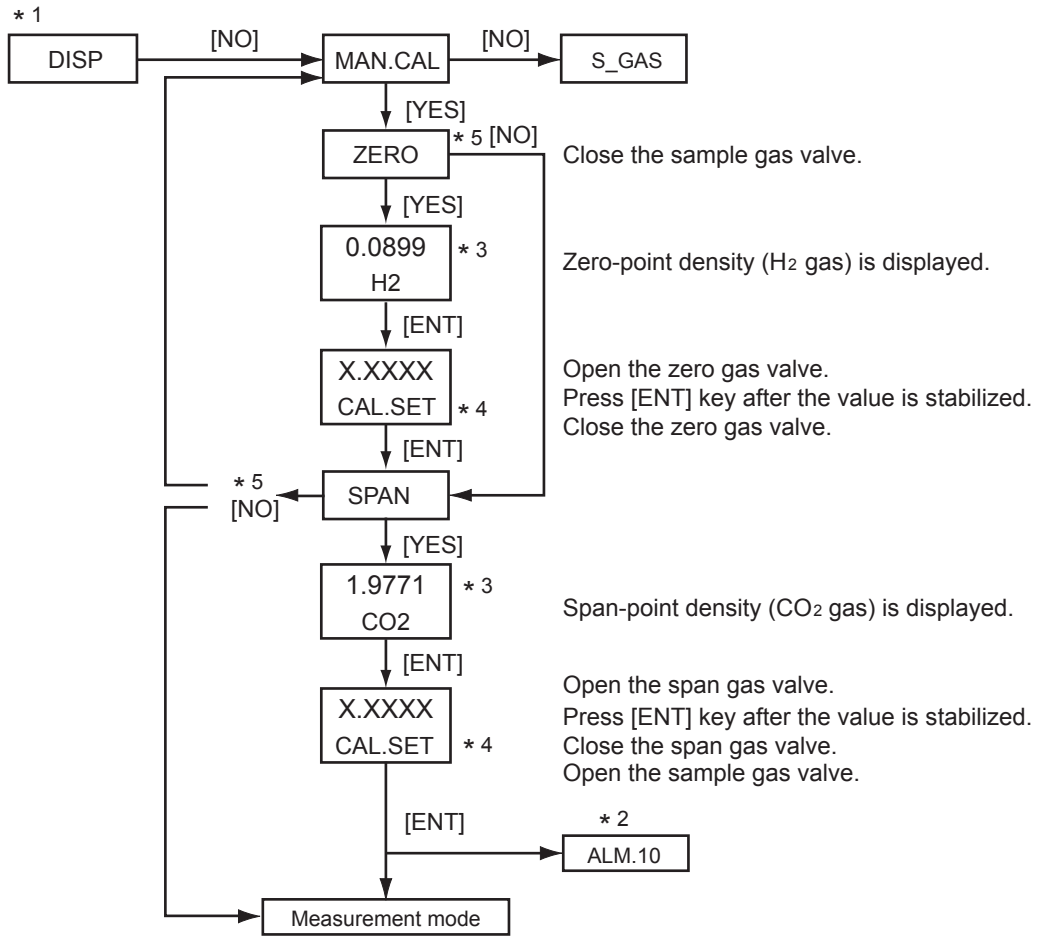 * 1
DISP
[NO]
MAN.CAL
[NO]
S_GAS
[YES]
ZERO
* 5 [NO]
Close the sample gas valve.
[YES]
0.0899
H2
* 3
Zero-point density (H2 gas) is displayed.
[ENT]
X.XXXX
CAL.SET
* 4
Open the zero gas valve.
Press [ENT] key after the value is stabilized.
Close the zero gas valve.
[ENT]
* 5
[NO]
SPAN
[YES]
1.9771
CO2
* 3
Span-point density (CO2 gas) is displayed.
[ENT]
X.XXXX
CAL.SET
* 4
Open the span gas valve.
Press [ENT] key after the value is stabilized.
Close the span gas valve.
Open the sample gas valve.
[ENT]
* 2
ALM.10
Measurement mode